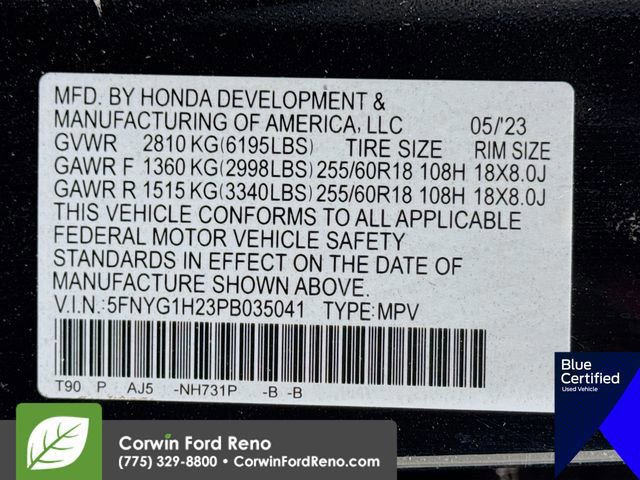 MFD. BY HONDA DEVELOPMENT &
MANUFACTURING OF AMERICA, LLC 05/'23
GVWR 2810 KG(6195LBS) TIRE SIZE RIM SIZE
GAWR F 1360 KG(2998LBS) 255/60R18 108H 18X8.0J
GAWR R 1515 KG(3340LBS) 255/60R18 108H 18X8.0J
THIS VEHICLE CONFORMS TO ALL APPLICABLE
FEDERAL MOTOR VEHICLE SAFETY
STANDARDS IN EFFECT ON THE DATE OF
MANUFACTURE SHOWN ABOVE.
V.I.N.:5FNYG1H23PB035041 TYPE:MPV
T90 P AJ5 -NH731P -B -B
Blue
Certified
Used Vehicle
Corwin Ford Reno
(775) 329-8800 • CorwinFordReno.com